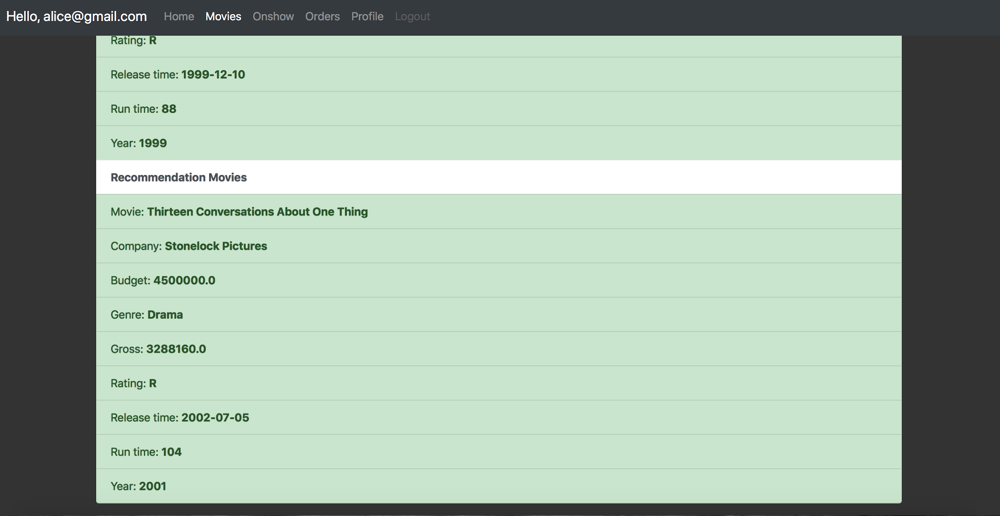 Hello, alice@gmail.com Home Movies Onshow Orders Profile Logout
Rating: R
Release time: 1999-12-10
Run time: 88
Year: 1999
Recommendation Movies
Movie: Thirteen Conversations About One Thing
Company: Stonelock Pictures
Budget: 4500000.0
Genre: Drama
Gross: 3288160.0
Rating: R
Release time: 2002-07-05
Run time: 104
Year: 2001